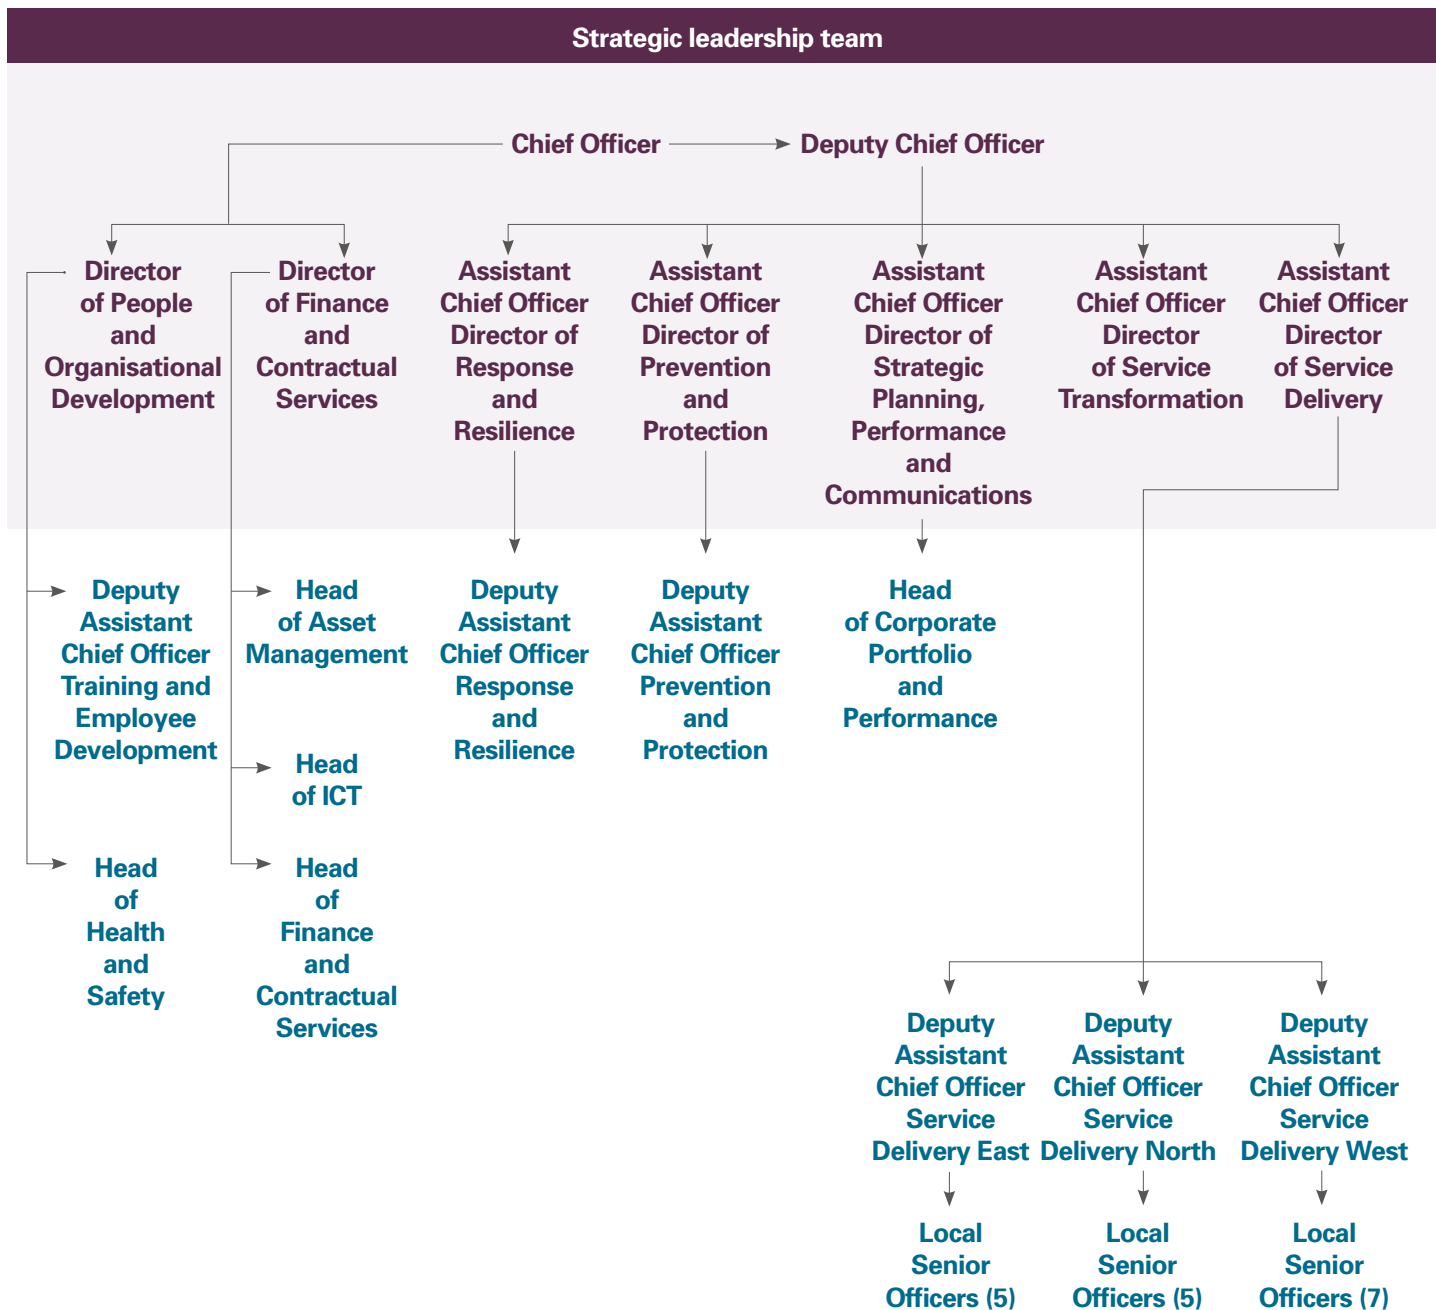 Strategic leadership team
Chief Officer
Deputy Chief Officer
Director
of People
and
Organisational
Development
Director
of Finance
and
Contractual
Services
Assistant
Chief Officer
Director of
Response
and
Resilience
Assistant
Chief Officer
Director of
Prevention
and
Protection
Assistant
Chief Officer
Director of
Strategic
Planning,
Performance
and
Communications
Assistant
Chief Officer
Director
of Service
Transformation
Assistant
Chief Officer
Director
of Service
Delivery
Deputy
Assistant
Chief Officer
Training and
Employee
Development
Head
of Asset
Management
Deputy
Assistant
Chief Officer
Response
and
Resilience
Deputy
Assistant
Chief Officer
Prevention
and
Protection
Head
of Corporate
Portfolio
and
Performance
Head
of ICT
Head
of
Health
and
Safety
Head
of
Finance
and
Contractual
Services
Deputy
Assistant
Chief Officer
Service
Delivery East
Deputy
Assistant
Chief Officer
Service
Delivery North
Deputy
Assistant
Chief Officer
Service
Delivery West
Local
Senior
Officers (5)
Local
Senior
Officers (5)
Local
Senior
Officers (7)